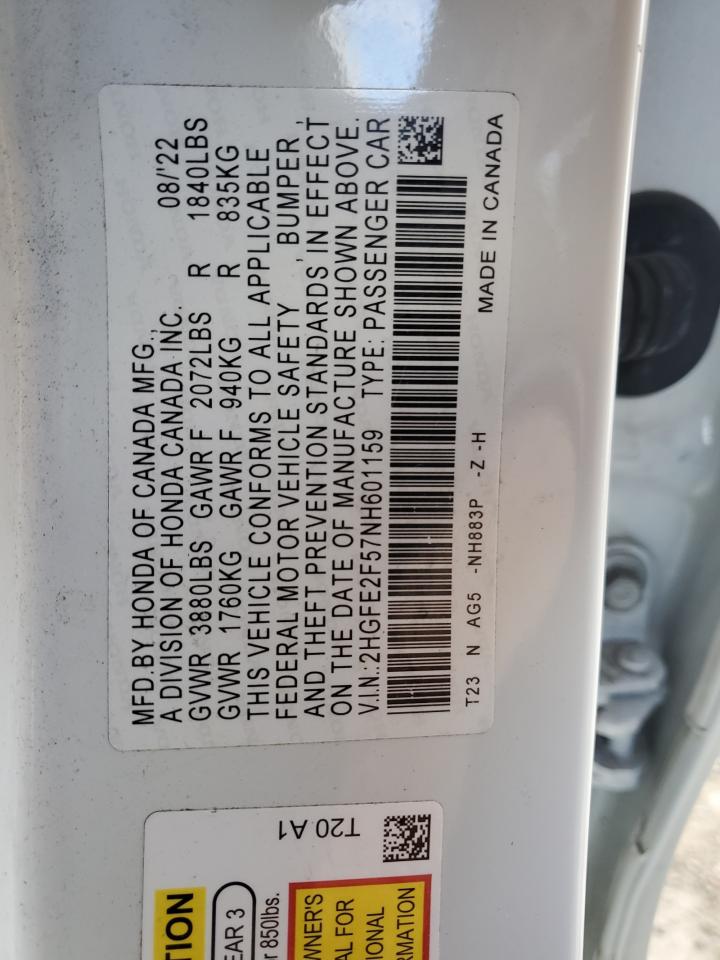 MFD.BY HONDA OF CANADA MFG.,
A DIVISION OF HONDA CANADA INC. 08/'22
GVWR 3880LBS GAWR F 2072LBS R 1840LBS
GVWR 1760KG GAWR F 940KG R 835KG
THIS VEHICLE CONFORMS TO ALL APPLICABLE
FEDERAL MOTOR VEHICLE SAFETY , BUMPER ,
AND THEFT PREVENTION STANDARDS IN EFFECT
ON THE DATE OF MANUFACTURE SHOWN ABOVE.
V.I.N.:2HGFE2F57NH601159 TYPE: PASSENGER CAR
T23 N AG5 -NH883P -Z -H
MADE IN CANADA
T20 A1
TION
EAR 3
r 850lbs.
WNER'S
AL FOR
IONAL
RMATION